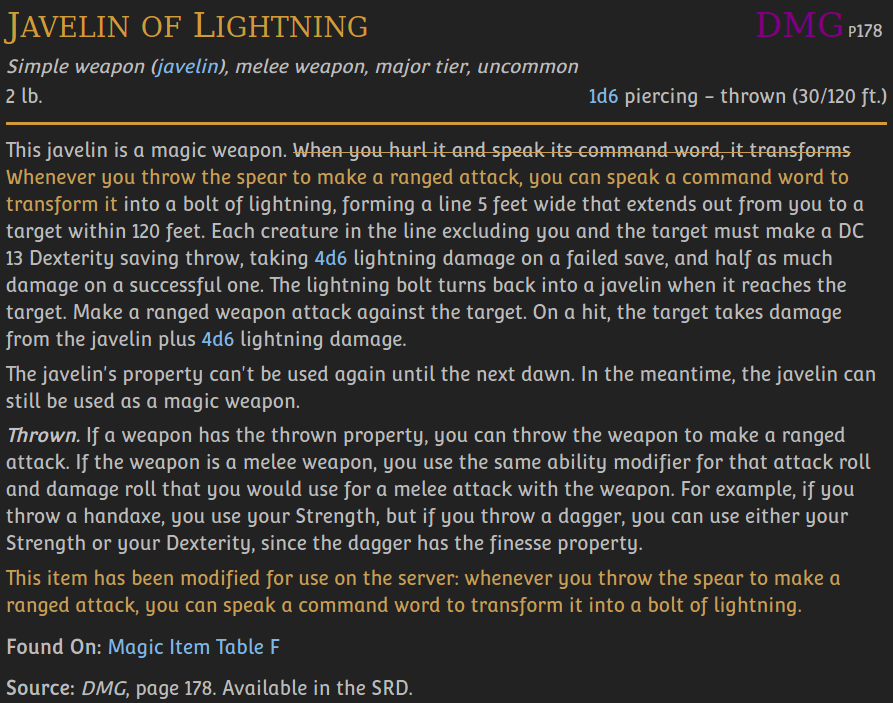 JAVELIN OF LIGHTNING DMG P178
Simple weapon (javelin), melee weapon, major tier, uncommon
2 lb. 1d6 piercing – thrown (30/120 ft.)
This javelin is a magic weapon. When you hurl it and speak its command word, it transforms
Whenever you throw the spear to make a ranged attack, you can speak a command word to
transform it into a bolt of lightning, forming a line 5 feet wide that extends out from you to a
target within 120 feet. Each creature in the line excluding you and the target must make a DC
13 Dexterity saving throw, taking 4d6 lightning damage on a failed save, and half as much
damage on a successful one. The lightning bolt turns back into a javelin when it reaches the
target. Make a ranged weapon attack against the target. On a hit, the target takes damage
from the javelin plus 4d6 lightning damage.
The javelin's property can't be used again until the next dawn. In the meantime, the javelin can
still be used as a magic weapon.
Thrown. If a weapon has the thrown property, you can throw the weapon to make a ranged
attack. If the weapon is a melee weapon, you use the same ability modifier for that attack roll
and damage roll that you would use for a melee attack with the weapon. For example, if you
throw a handaxe, you use your Strength, but if you throw a dagger, you can use either your
Strength or your Dexterity, since the dagger has the finesse property.
This item has been modified for use on the server: whenever you throw the spear to make a
ranged attack, you can speak a command word to transform it into a bolt of lightning.
Found On: Magic Item Table F
Source: DMG, page 178. Available in the SRD.